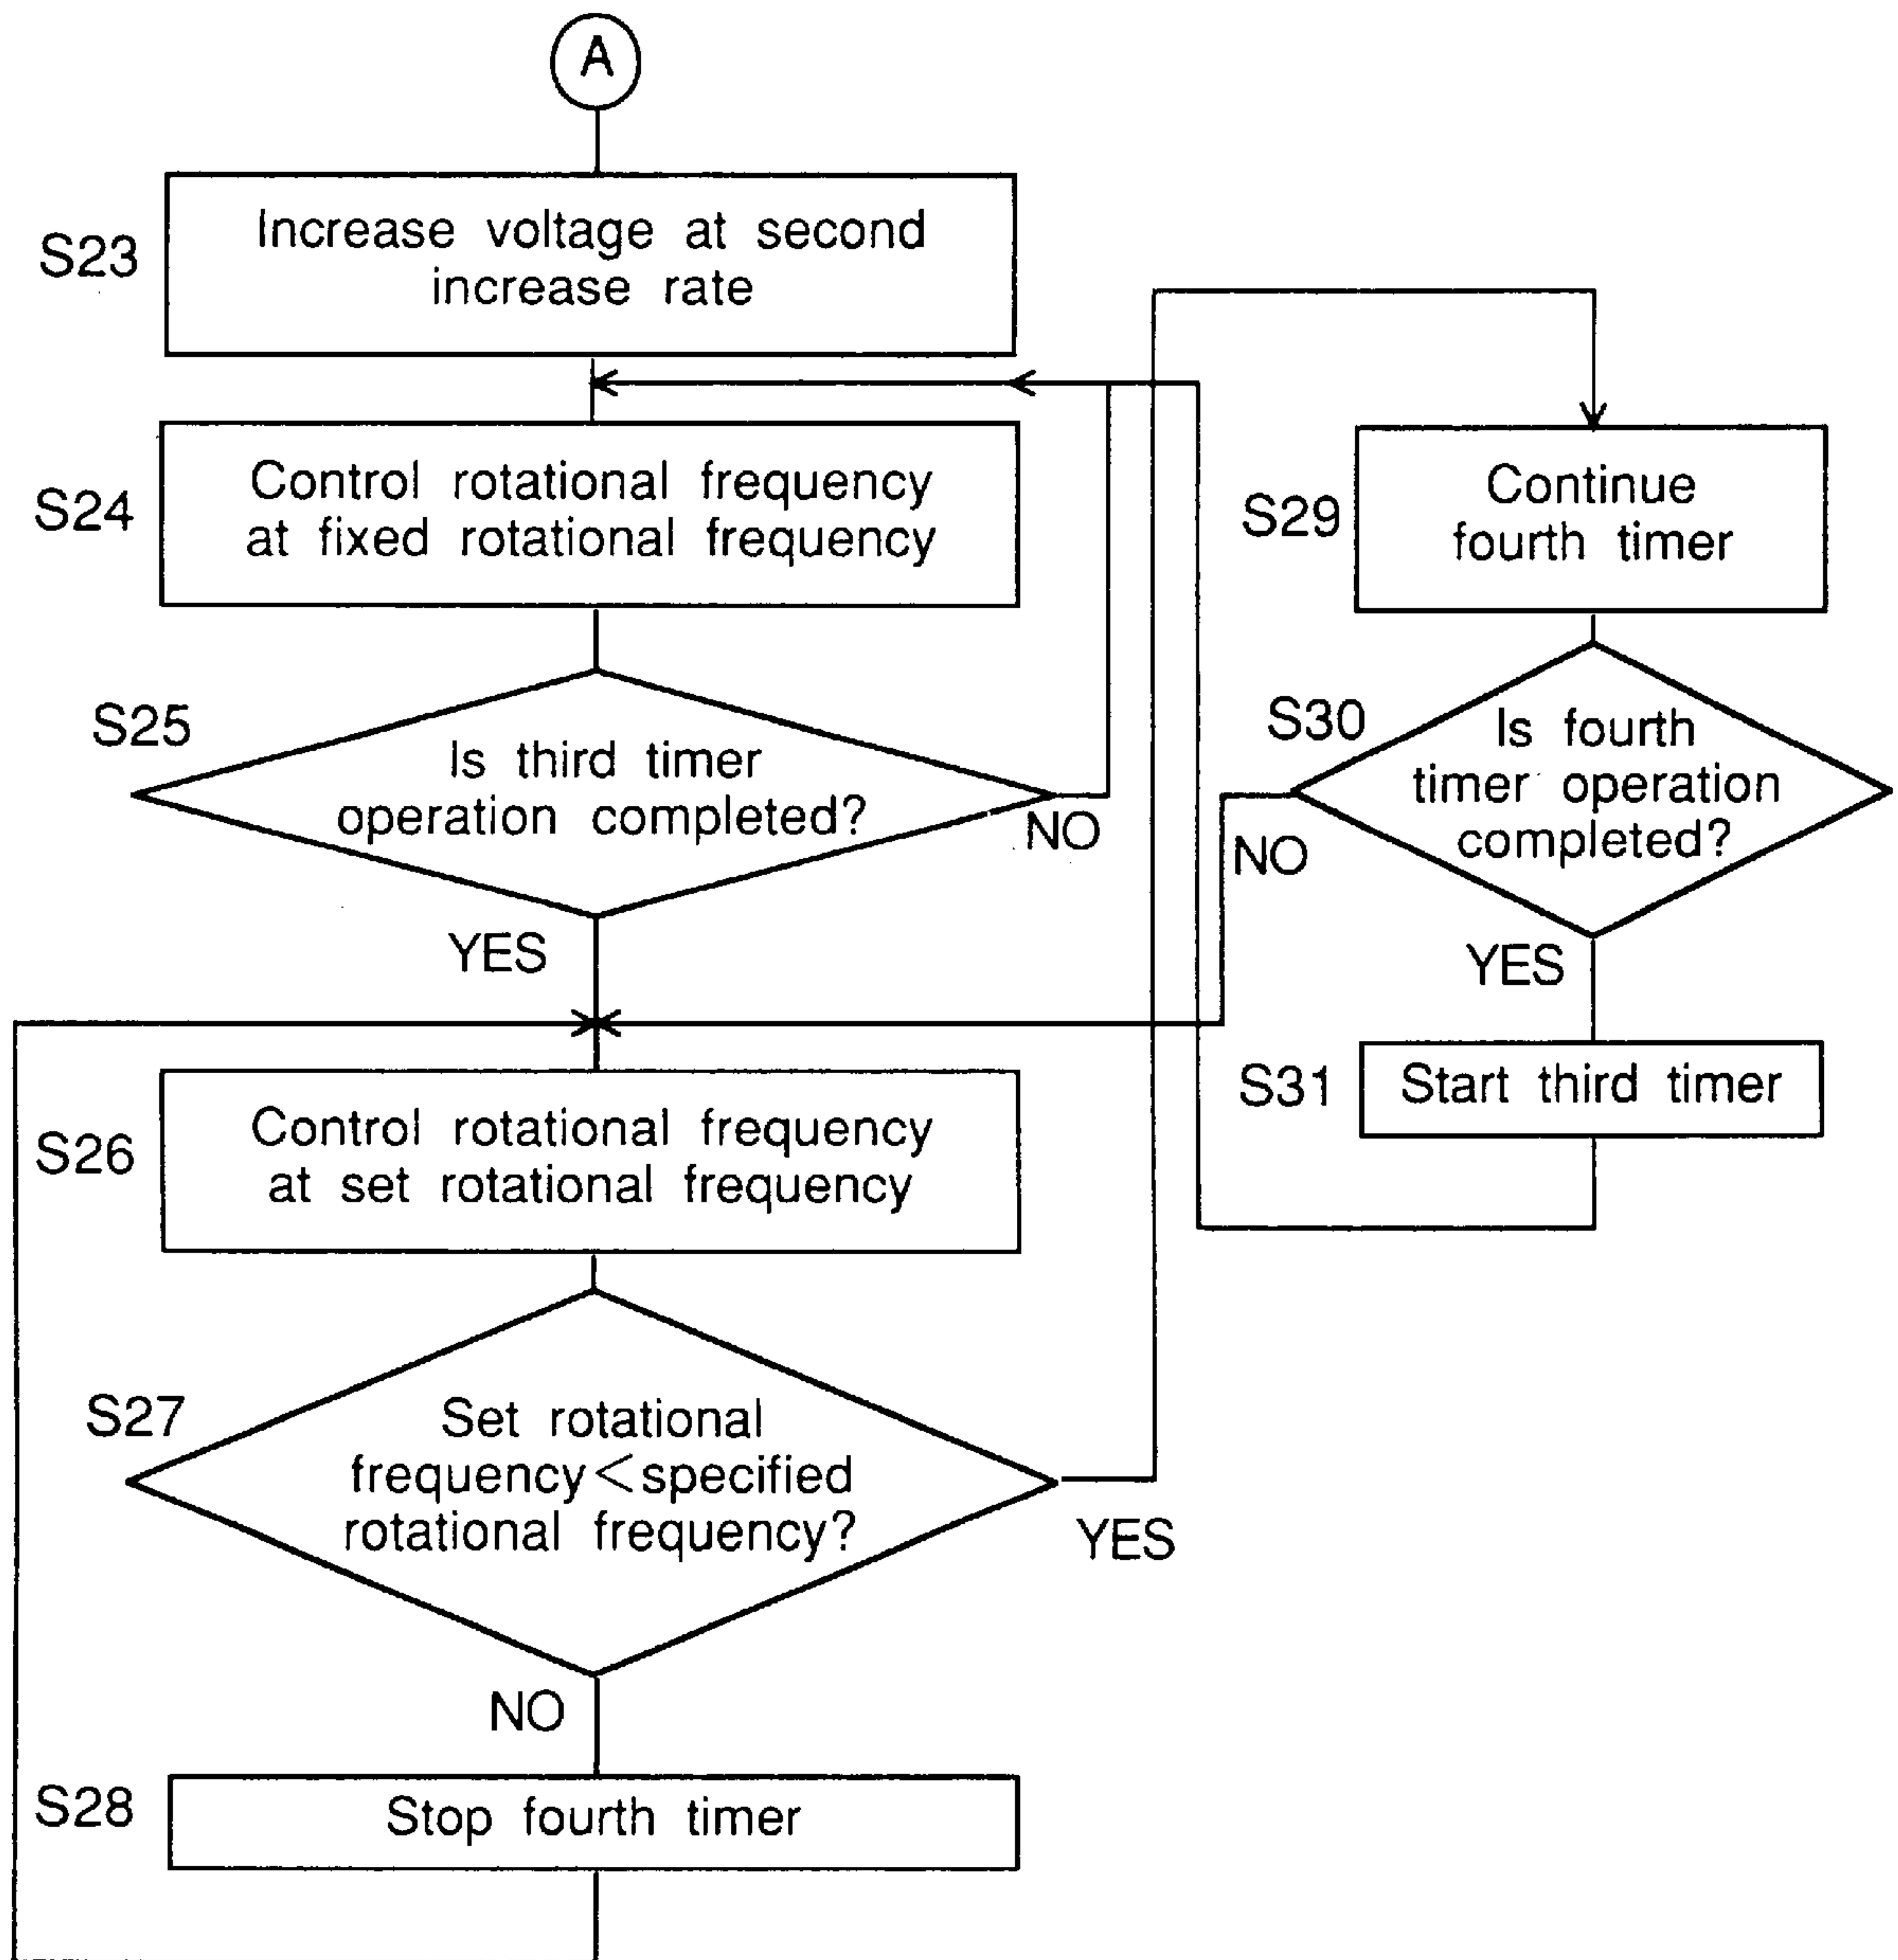 A
S23
Increase voltage at second
increase rate
S24
Control rotational frequency
at fixed rotational frequency
S25
Is third timer
operation completed?
NO
YES
S26
Control rotational frequency
at set rotational frequency
S27
Set rotational
frequency<specified
rotational frequency?
YES
NO
S28
Stop fourth timer
S29
Continue
fourth timer
S30
Is fourth
timer operation
completed?
NO
YES
S31
Start third timer